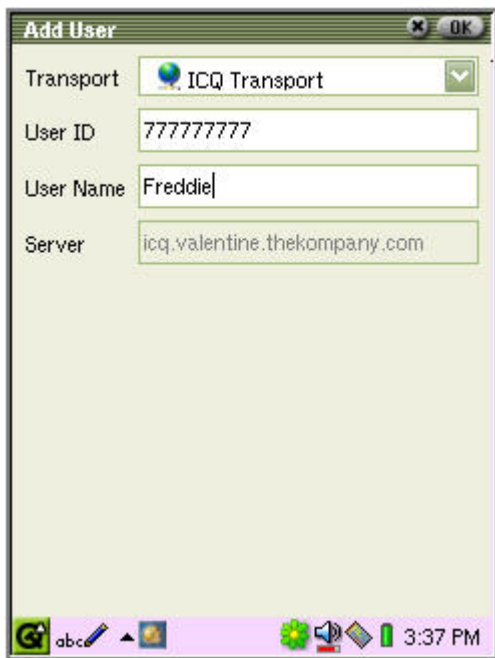 Add User OK
Transport ICQ Transport
User ID 777777777
User Name Freddie
Server icq.valentine.thekompany.com
abc 3:37 PM